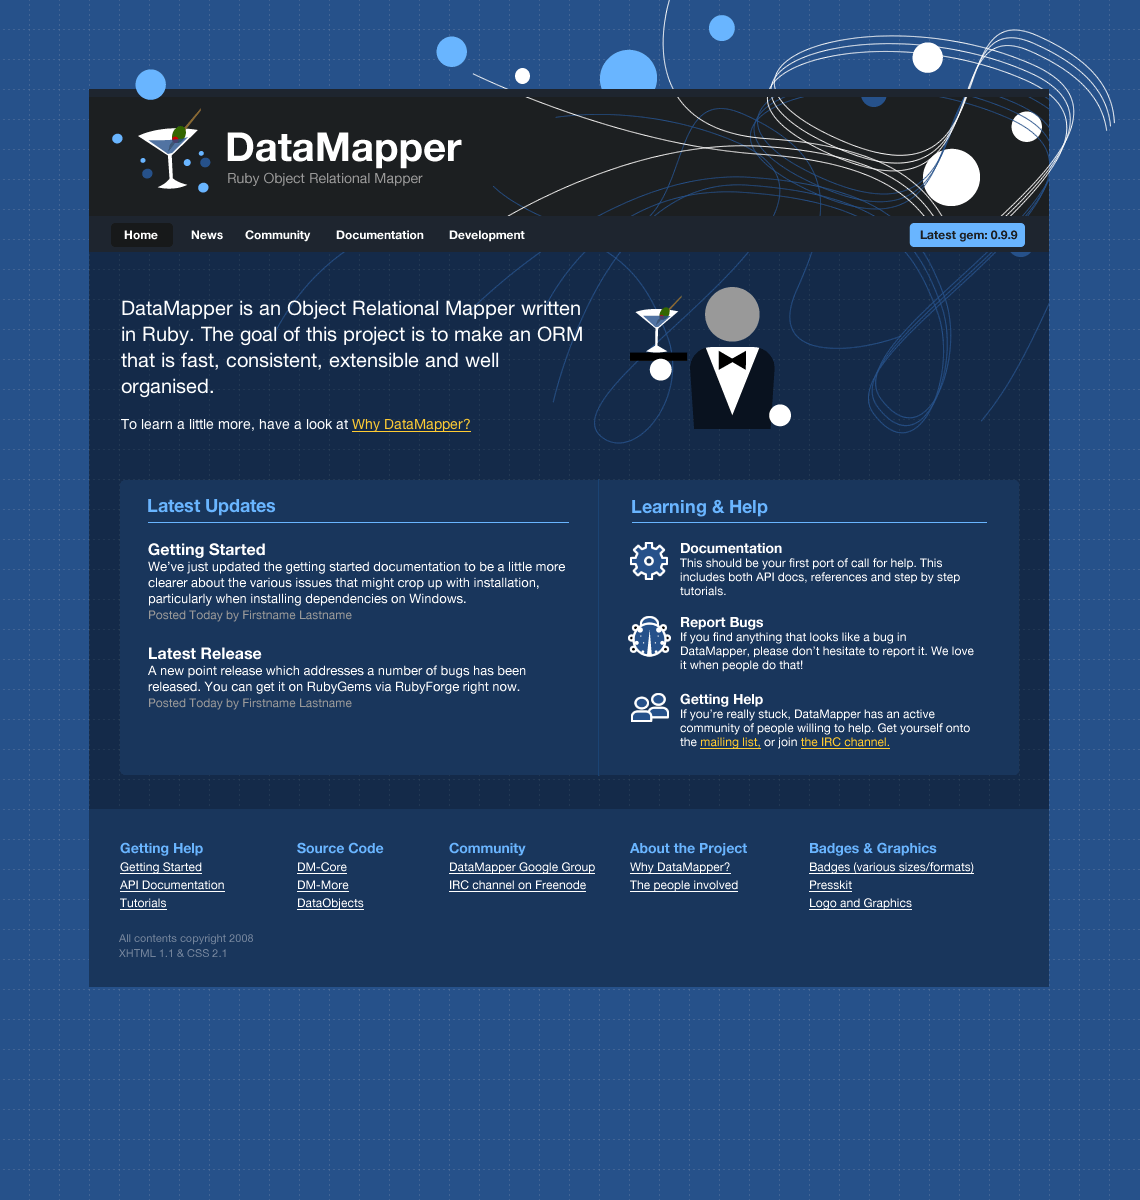 DataMapper
Ruby Object Relational Mapper
Home News Community Documentation Development Latest gem: 0.9.9
DataMapper is an Object Relational Mapper written
in Ruby. The goal of this project is to make an ORM
that is fast, consistent, extensible and well
organised.
To learn a little more, have a look at Why DataMapper?
Latest Updates
Getting Started
We’ve just updated the getting started documentation to be a little more
clearer about the various issues that might crop up with installation,
particularly when installing dependencies on Windows.
Posted Today by Firstname Lastname
Latest Release
A new point release which addresses a number of bugs has been
released. You can get it on RubyGems via RubyForge right now.
Posted Today by Firstname Lastname
Learning & Help
Documentation
This should be your first port of call for help. This
includes both API docs, references and step by step
tutorials.
Report Bugs
If you find anything that looks like a bug in
DataMapper, please don’t hesitate to report it. We love
it when people do that!
Getting Help
If you’re really stuck, DataMapper has an active
community of people willing to help. Get yourself onto
the mailing list, or join the IRC channel.
Getting Help
Getting Started
API Documentation
Tutorials
Source Code
DM-Core
DM-More
DataObjects
Community
DataMapper Google Group
IRC channel on Freenode
About the Project
Why DataMapper?
The people involved
Badges & Graphics
Badges (various sizes/formats)
Presskit
Logo and Graphics
All contents copyright 2008
XHTML 1.1 & CSS 2.1